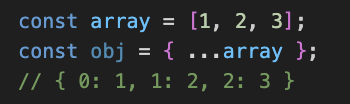 const array = [1, 2, 3];
const obj = { ...array };
// { 0: 1, 1: 2, 2: 3 }